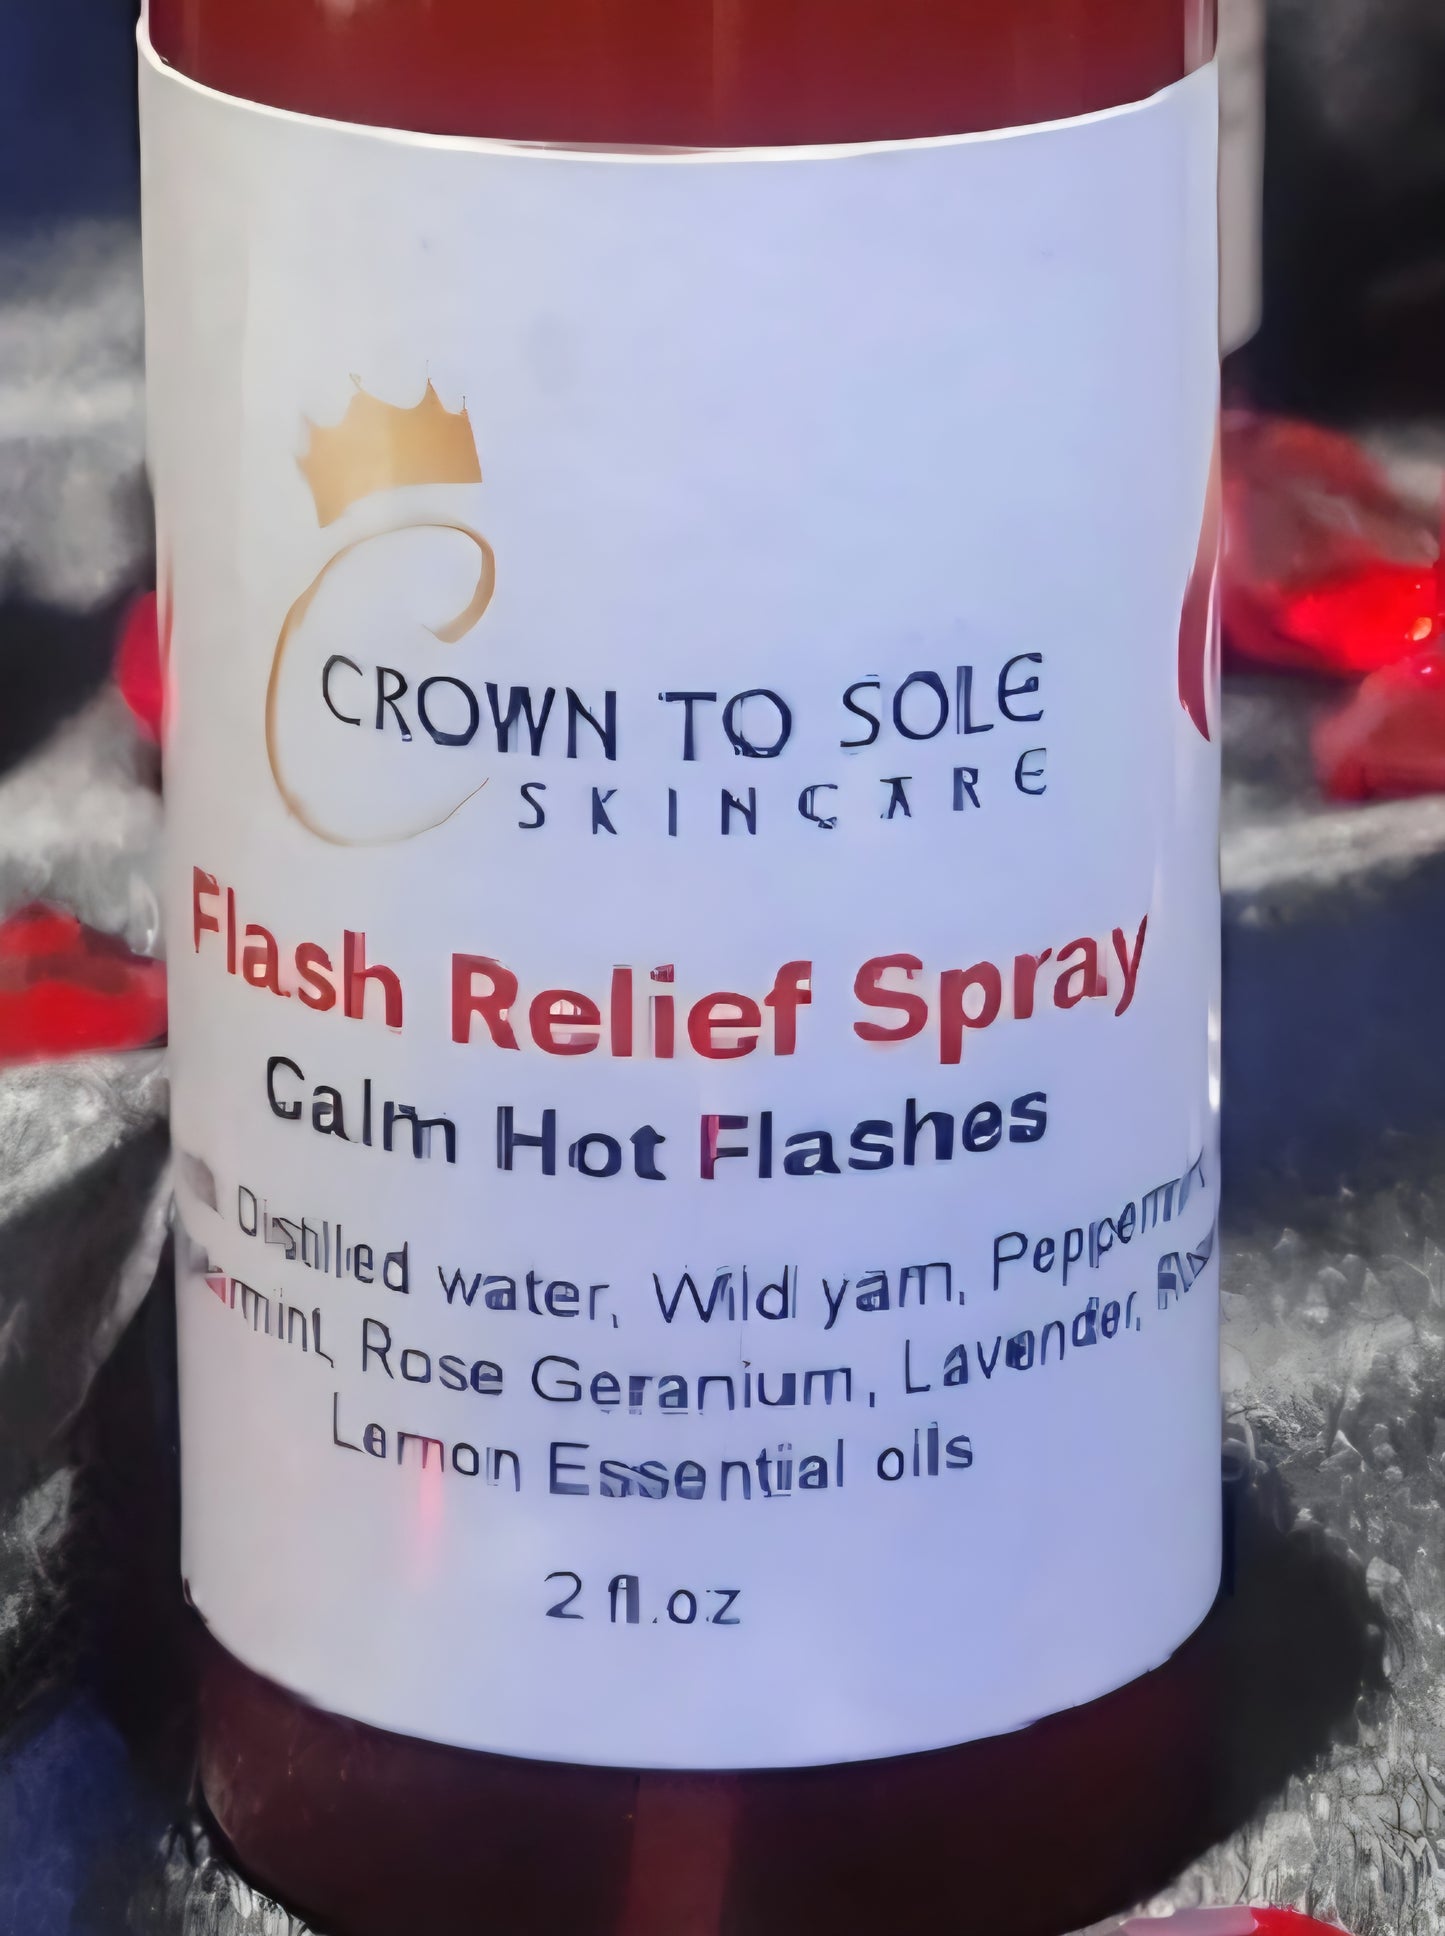 CROWN TO SOLE
SKINCARE
Flash Relief Spray
Calm Hot Flashes
Distilled water, Wild yam, Peppermint
Rose Geranium, Lavender,
Lemon Essential oils
2 fl.oz